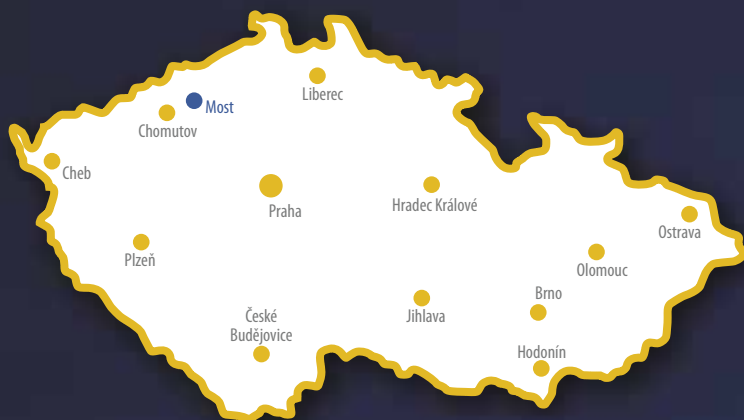 Liberec
Most
Chomutov
Cheb
Praha
Hradec Králové
Ostrava
Plzeň
Olomouc
Brno
České
Budějovice
Jihlava
Hodonín